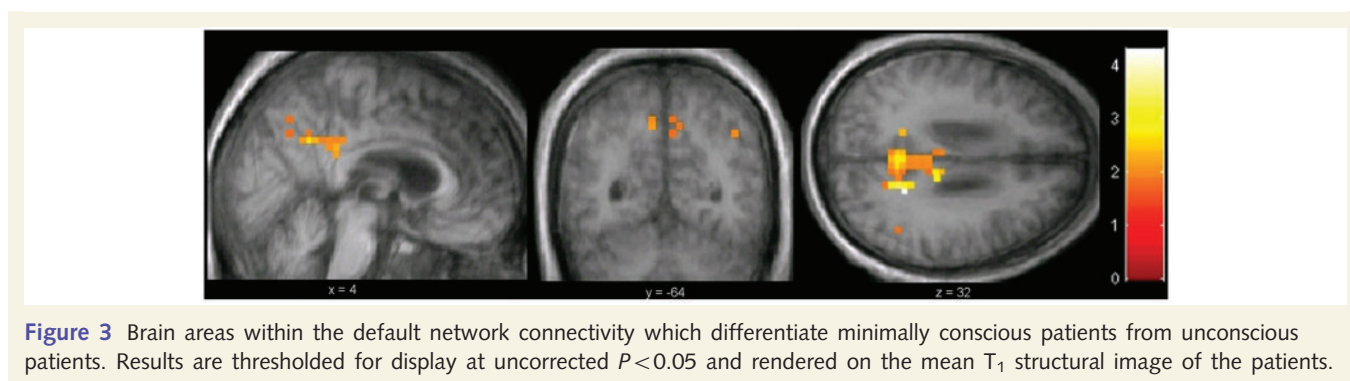 4
3
2
1
0
x = 4
y = -64
z = 32
Figure 3 Brain areas within the default network connectivity which differentiate minimally conscious patients from unconscious
patients. Results are thresholded for display at uncorrected P<0.05 and rendered on the mean T₁ structural image of the patients.